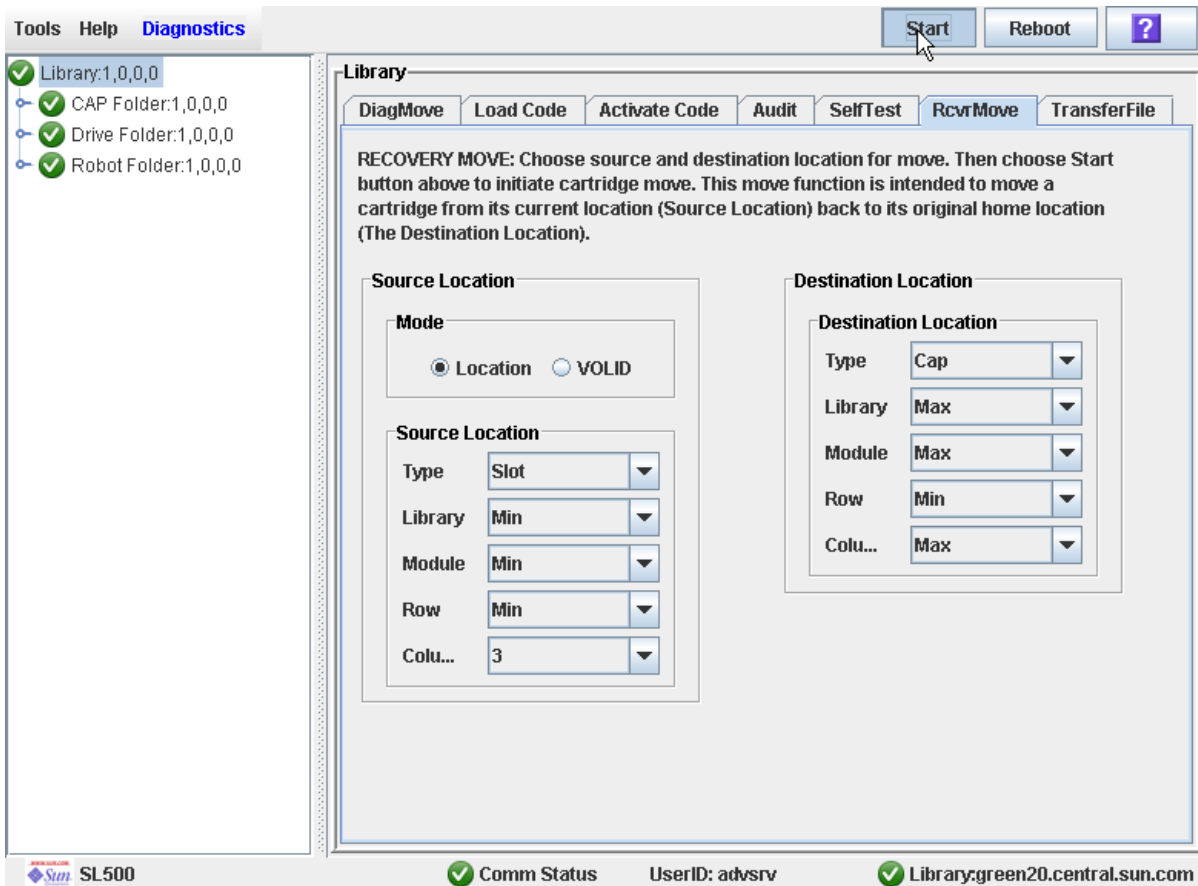 Tools Help Diagnostics
Start Reboot ?
Library:1,0,0,0
CAP Folder:1,0,0,0
Drive Folder:1,0,0,0
Robot Folder:1,0,0,0
Library
DiagMove Load Code Activate Code Audit SelfTest RcvrMove TransferFile
RECOVERY MOVE: Choose source and destination location for move. Then choose Start
button above to initiate cartridge move. This move function is intended to move a
cartridge from its current location (Source Location) back to its original home location
(The Destination Location).
Source Location
Mode
Location VOLID
Source Location
Type Slot
Library Min
Module Min
Row Min
Colu... 3
Destination Location
Destination Location
Type Cap
Library Max
Module Max
Row Min
Colu... Max
Sun SL500 Comm Status UserID: advsrv Library:green20.central.sun.com